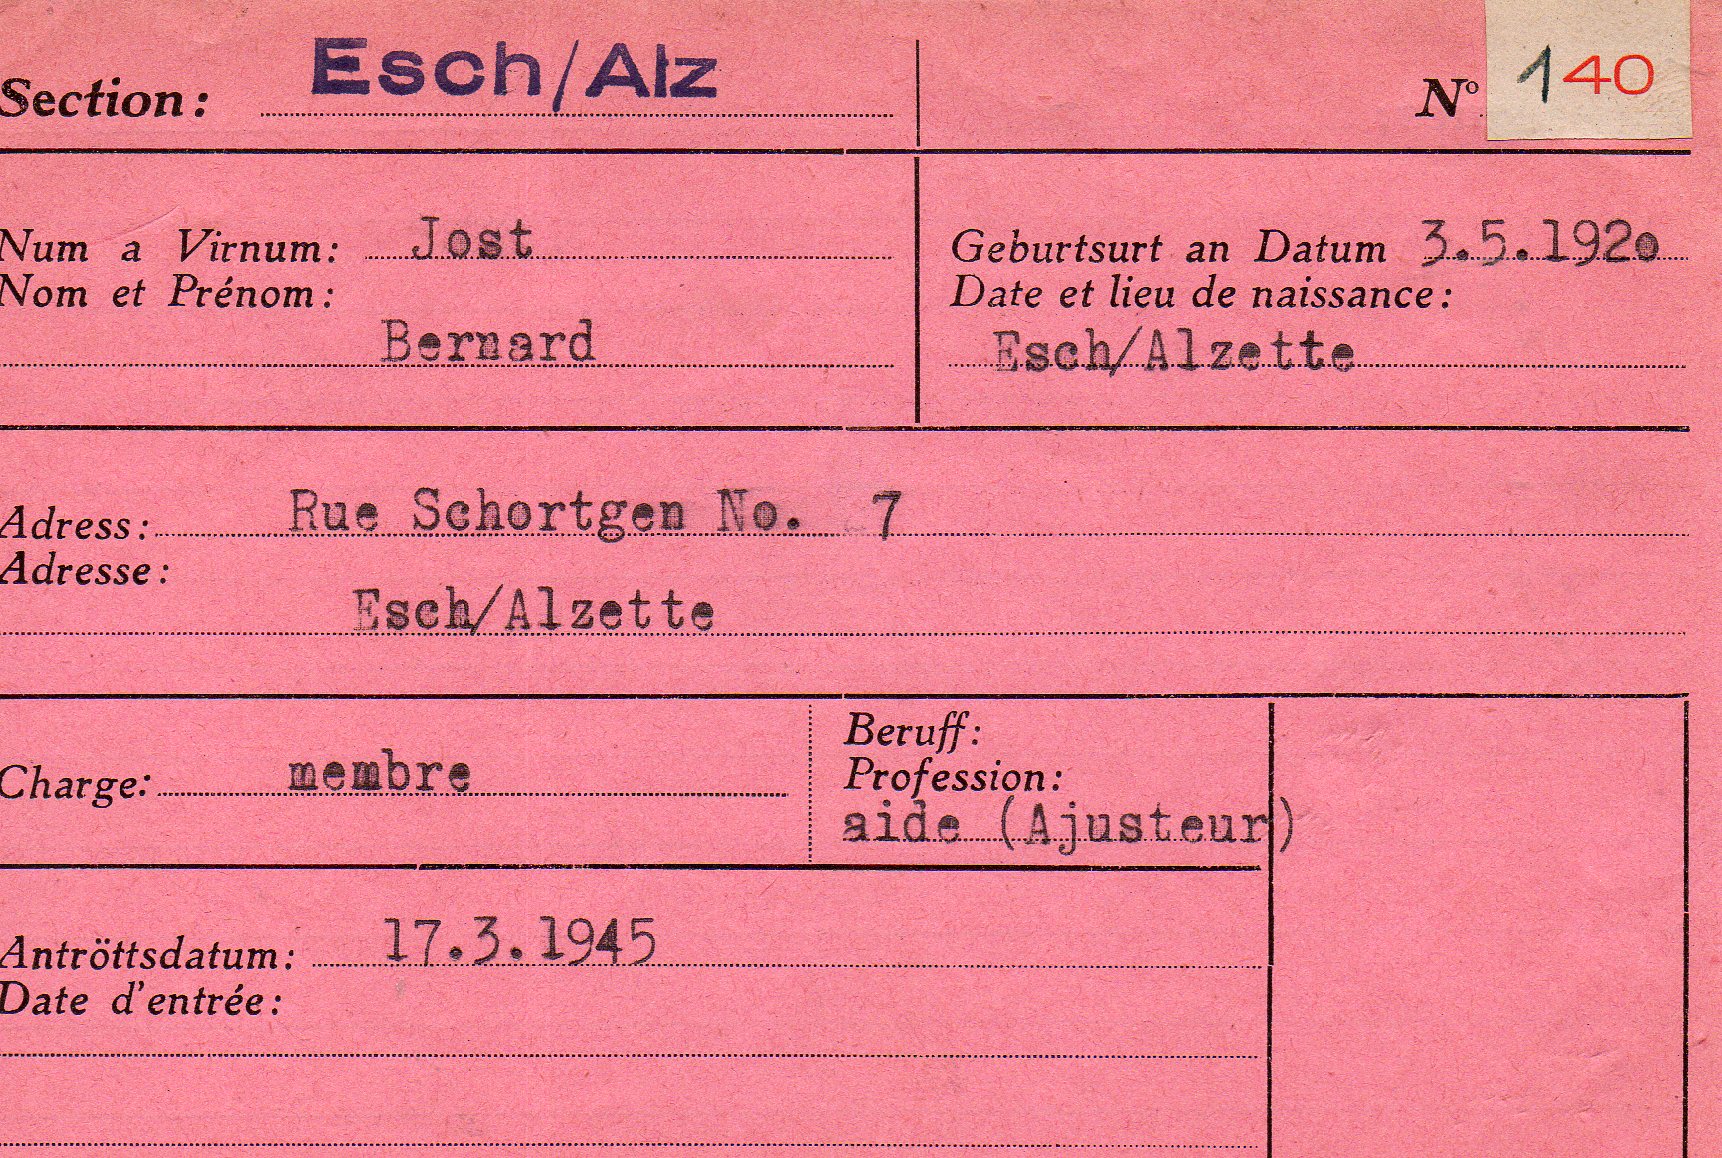 Section: Esch/Alz Nº 140
Num a Virnum: Jost Geburtsurt an Datum 3.5.1920
Nom et Prénom: Date et lieu de naissance:
Bernard Esch/Alzette
Adress: Rue Schortgen No. 7
Adresse:
Esch/Alzette
Beruff:
Charge: membre Profession:
aide (Ajusteur)
Antröttsdatum: 17.3.1945
Date d'entrée: